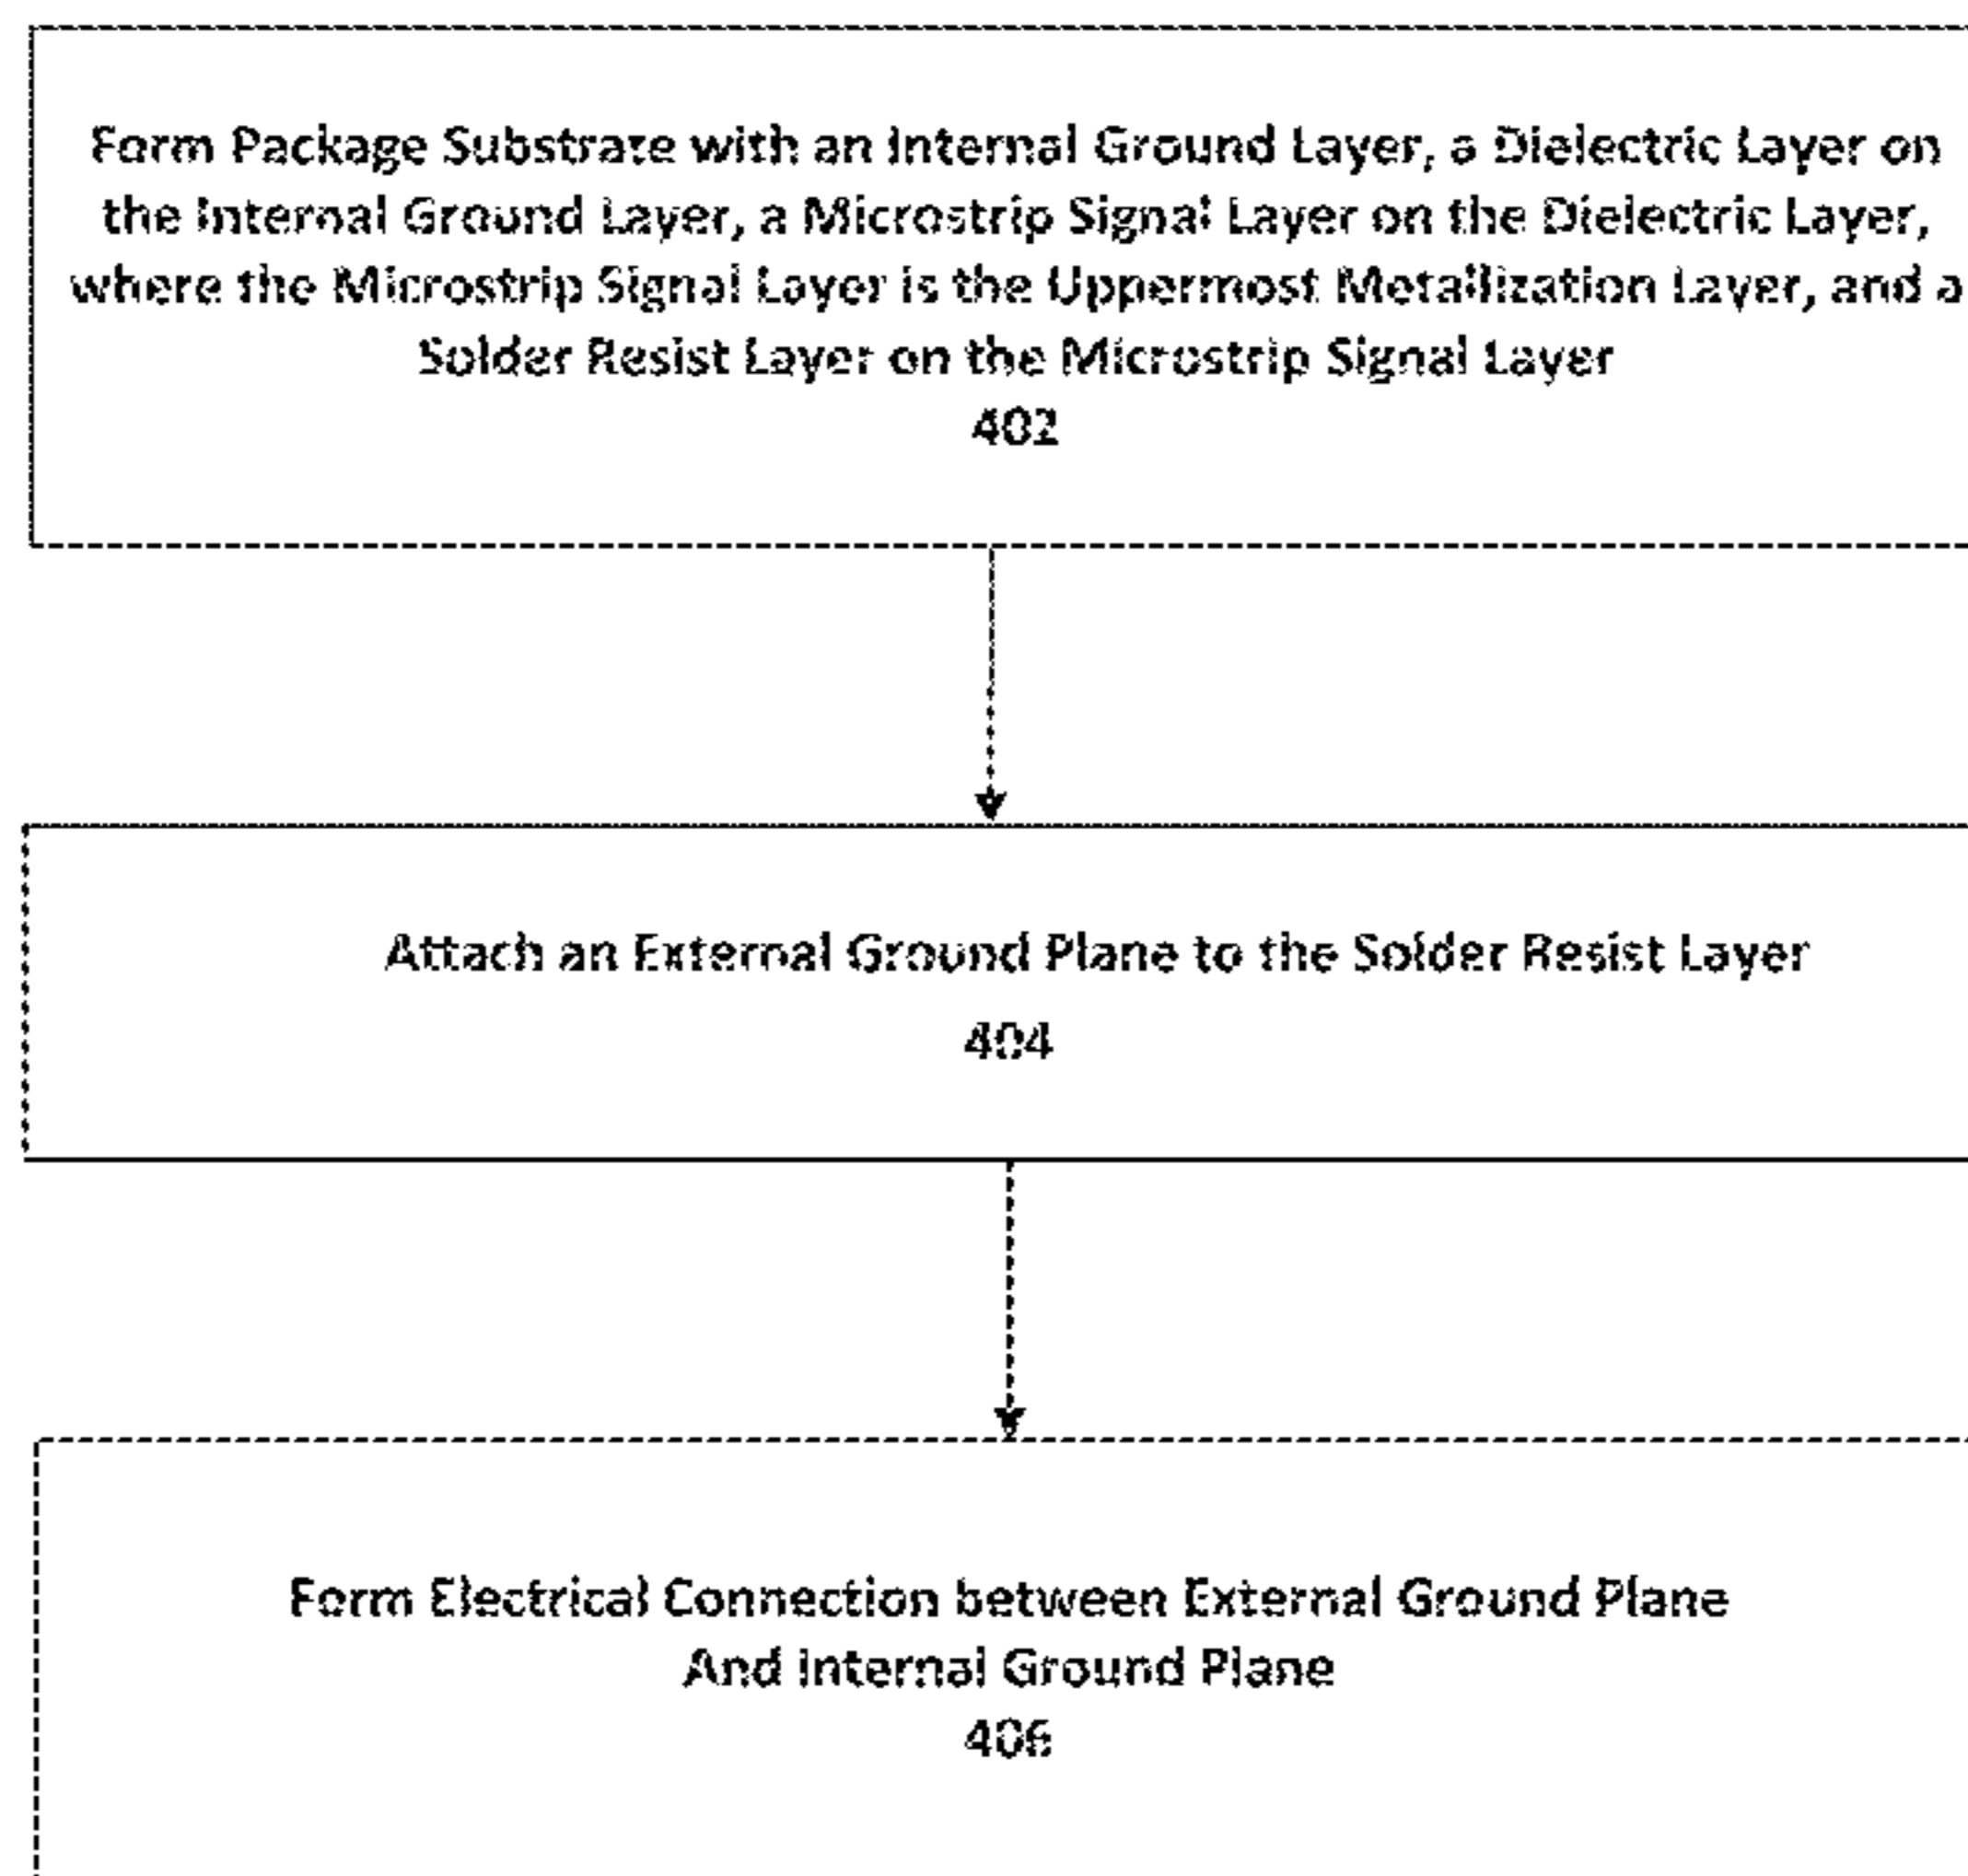 Form Package Substrate with an Internal Ground Layer, a Dielectric Layer on
the Internal Ground Layer, a Microstrip Signal Layer on the Dielectric Layer,
where the Microstrip Signal Layer is the Uppermost Metallization Layer, and a
Solder Resist Layer on the Microstrip Signal Layer
402
Attach an External Ground Plane to the Solder Resist Layer
404
Form Electrical Connection between External Ground Plane
And Internal Ground Plane
406